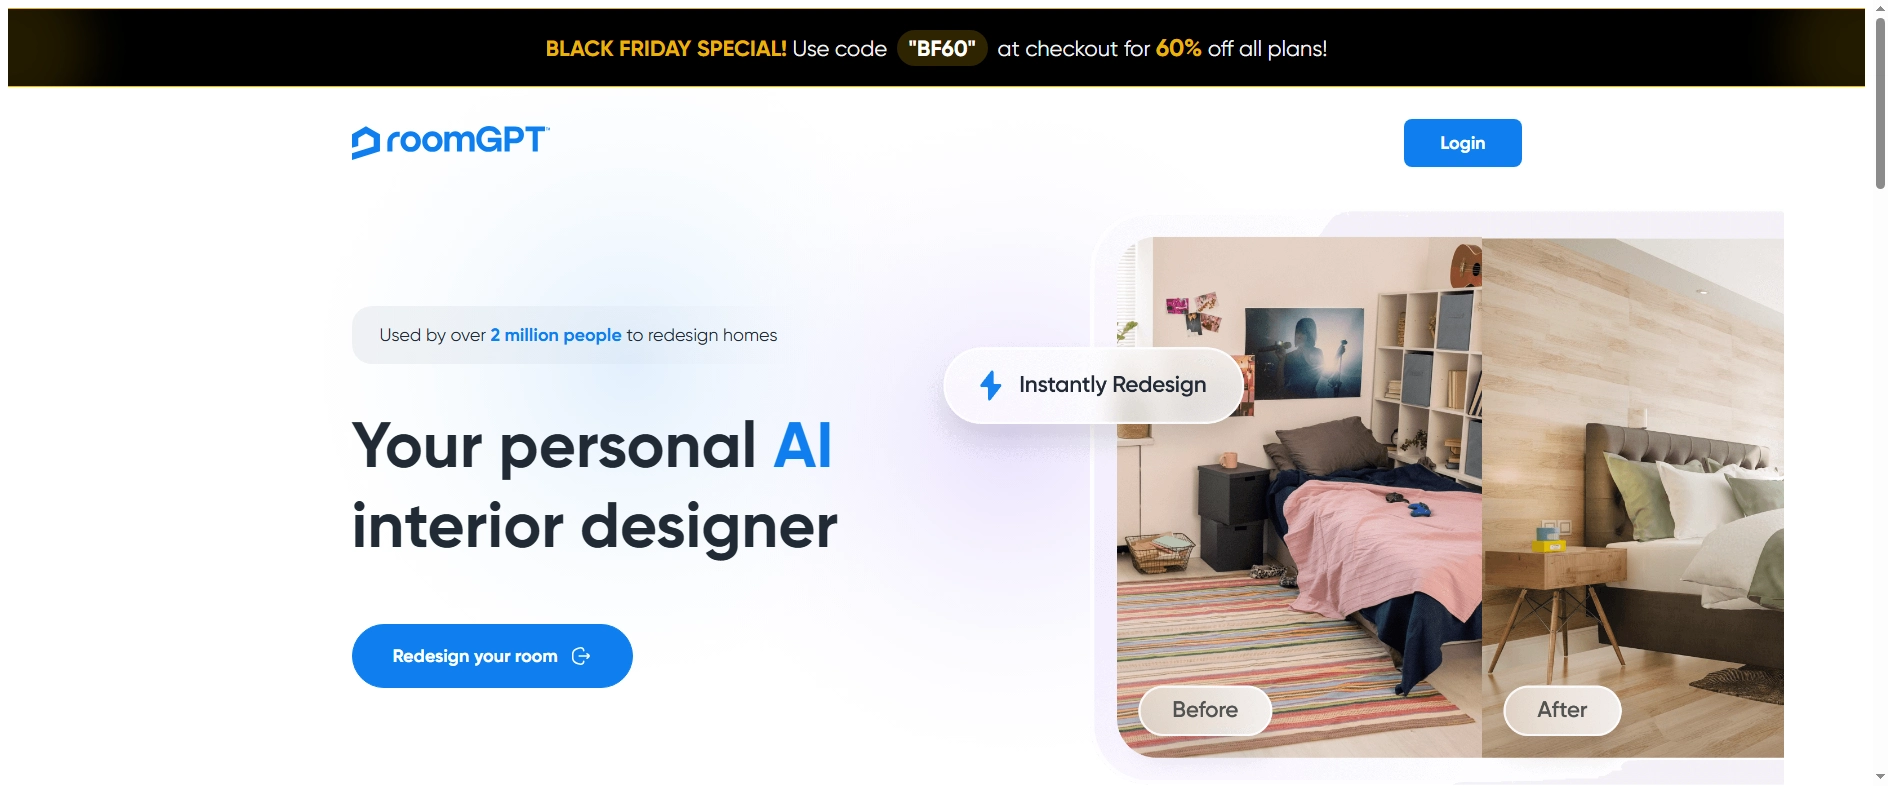 BLACK FRIDAY SPECIAL! Use code "BF60" at checkout for 60% off all plans!
roomGPT
Login
Used by over 2 million people to redesign homes
Your personal AI
interior designer
Redesign your room
Instantly Redesign
Before
After